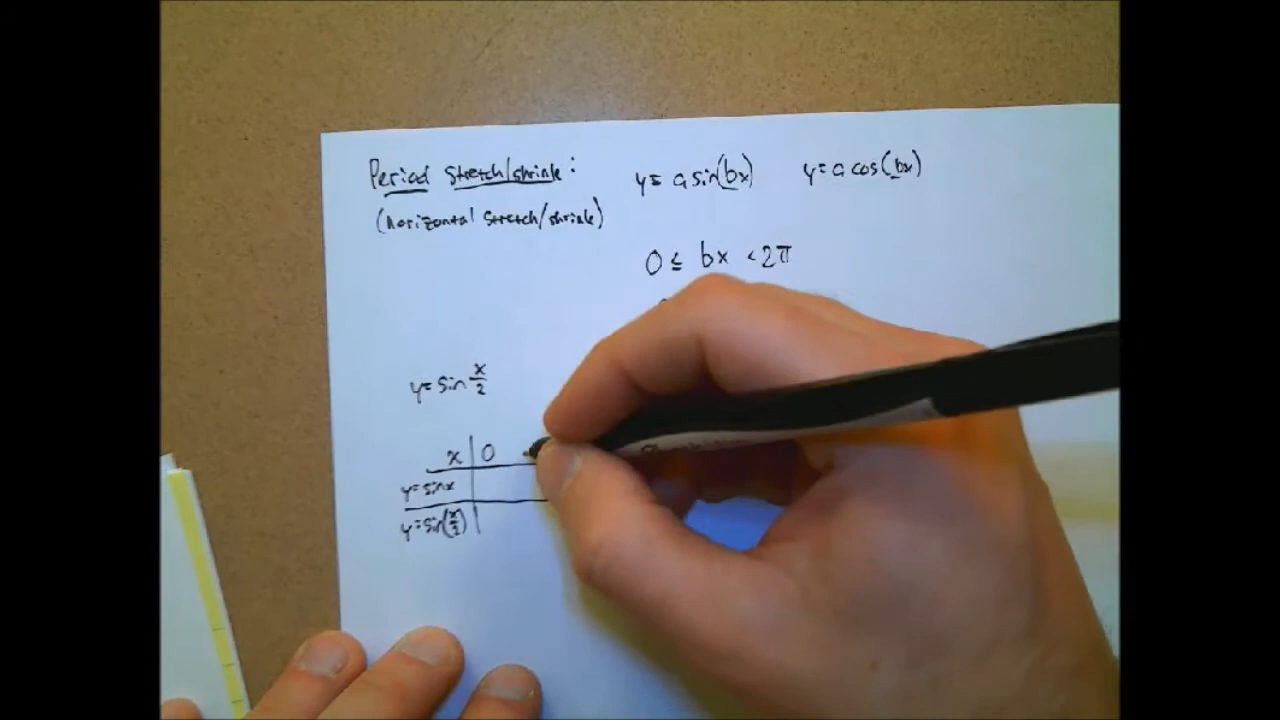 Period Stretch/shrink: y = a sin(bx) y = a cos(bx)
(horizontal stretch/shrink)
0 ≤ bx < 2π
y = sin x/2
x | 0
y = sin x
y = sin(x/2)